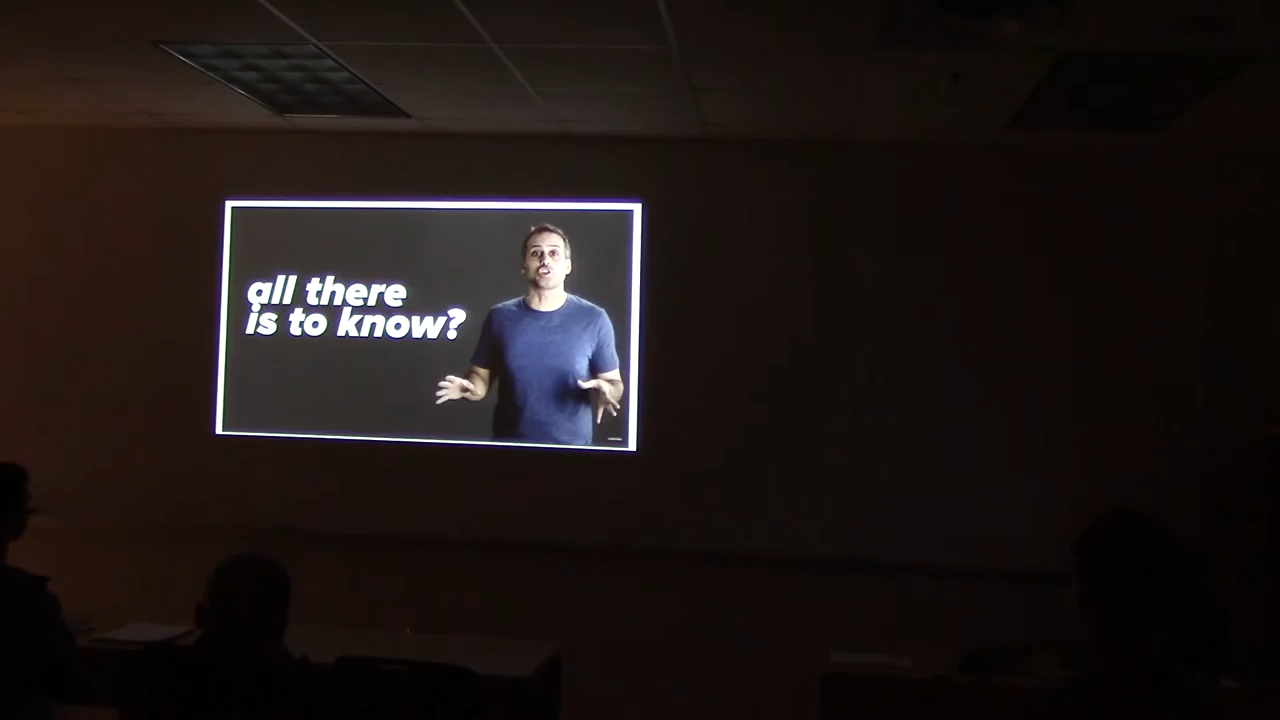 all there
is to know?